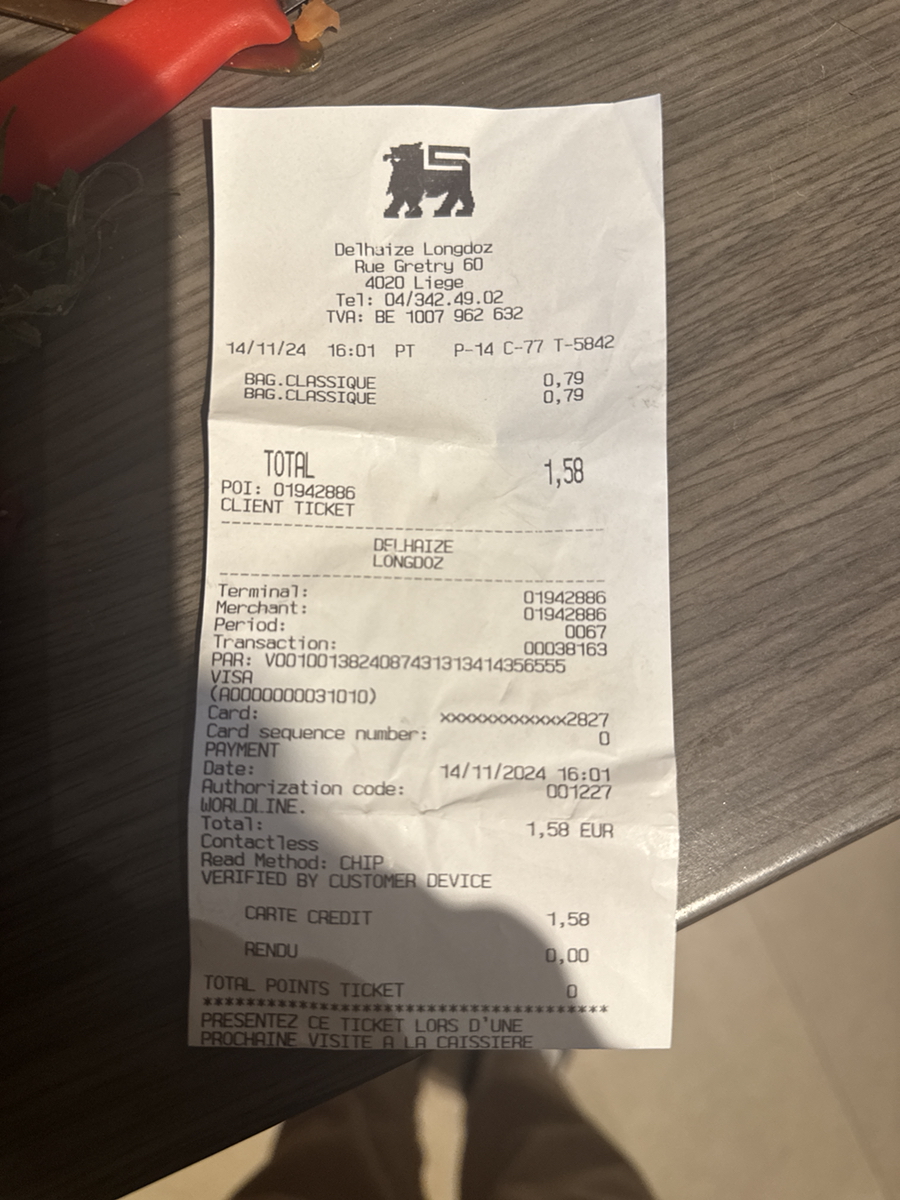 Delhaize Longdoz
Rue Gretry 60
4020 Liege
Tel: 04/342.49.02
TVA: BE 1007 962 632
14/11/24 16:01 PT P-14 C-77 T-5842
BAG.CLASSIQUE 0,79
BAG.CLASSIQUE 0,79
TOTAL 1,58
POI: 01942886
CLIENT TICKET
DELHAIZE
LONGDOZ
Terminal: 01942886
Merchant: 01942886
Period: 0067
Transaction: 00038163
PAR: V0010013824087431313414356555
VISA
(A0000000031010)
Card: xxxxxxxxxxxx2827
Card sequence number: 0
PAYMENT
Date: 14/11/2024 16:01
Authorization code: 001227
WORLDLINE.
Total: 1,58 EUR
Contactless
Read Method: CHIP
VERIFIED BY CUSTOMER DEVICE
CARTE CREDIT 1,58
RENDU 0,00
TOTAL POINTS TICKET 0
****************************************
PRESENTEZ CE TICKET LORS D'UNE
PROCHAINE VISITE A LA CAISSIERE